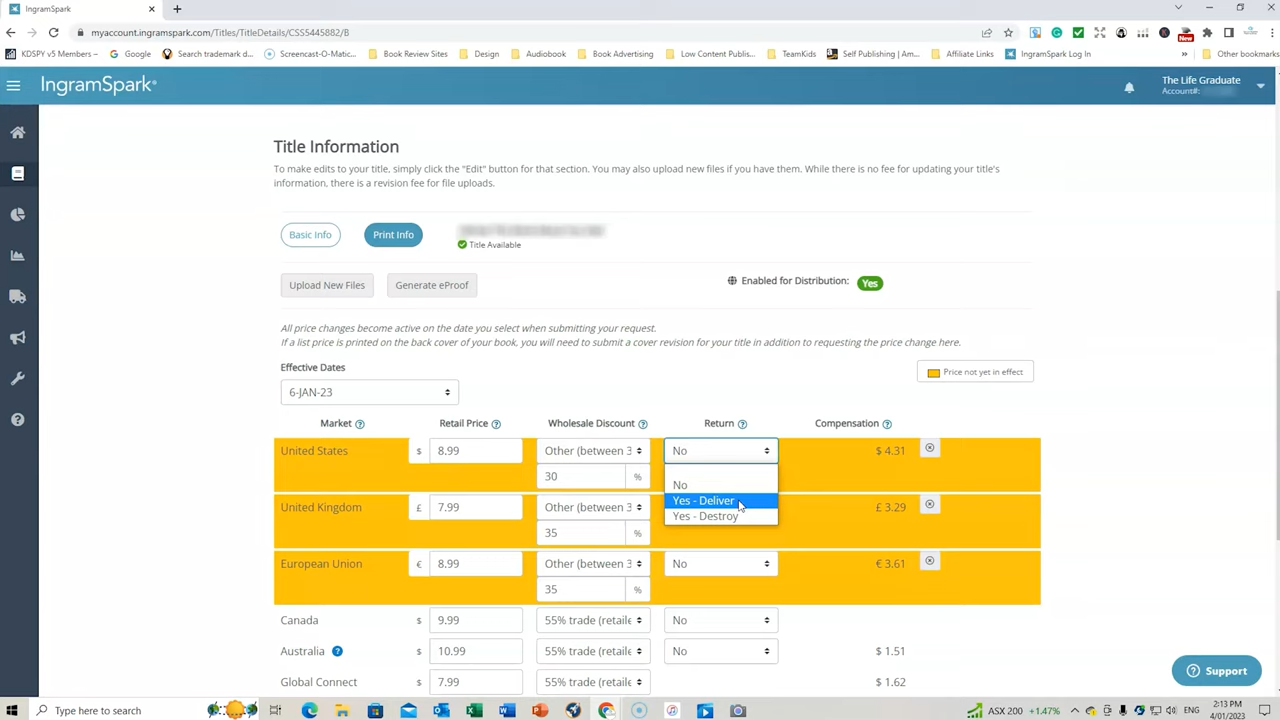 IngramSpark
myaccount.ingramspark.com/Titles/TitleDetails/CSS5445882/B
KDSPY v5 Members –
Google
Search trademark d...
Screencast-O-Matic...
Book Review Sites
Design
Audiobook
Book Advertising
Low Content Publis...
TeamKids
Self Publishing | Am...
Affiliate Links
IngramSpark Log In
»
Other bookmarks
New
IngramSpark®
The Life Graduate
Account#:
Title Information
To make edits to your title, simply click the "Edit" button for that section. You may also upload new files if you have them. While there is no fee for updating your title's
information, there is a revision fee for file uploads.
Basic Info
Print Info
Title Available
Upload New Files
Generate eProof
Enabled for Distribution: Yes
All price changes become active on the date you select when submitting your request.
If a list price is printed on the back cover of your book, you will need to submit a cover revision for your title in addition to requesting the price change here.
Effective Dates
Price not yet in effect
6-JAN-23
Market Retail Price Wholesale Discount Return Compensation
United States $ 8.99 Other (between 3 No $ 4.31
30 %
No
Yes - Deliver
Yes - Destroy
United Kingdom £ 7.99 Other (between 3 £ 3.29
35 %
European Union € 8.99 Other (between 3 No € 3.61
35 %
Canada $ 9.99 55% trade (retaile No
Australia $ 10.99 55% trade (retaile No $ 1.51
Global Connect $ 7.99 55% trade (retaile $ 1.62
Support
Type here to search
ASX 200 +1.47%
2:13 PM
4/01/2023